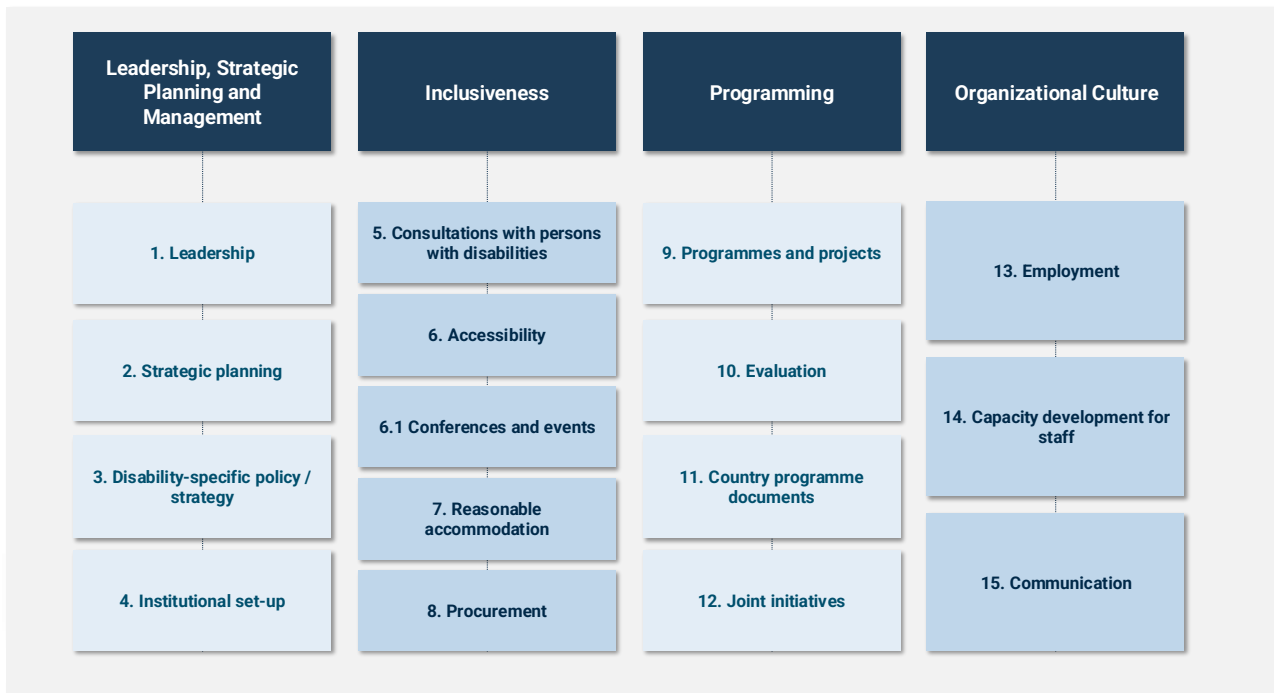 Leadership, Strategic
Planning and
Management
1. Leadership
2. Strategic planning
3. Disability-specific policy /
strategy
4. Institutional set-up
Inclusiveness
5. Consultations with persons
with disabilities
6. Accessibility
6.1 Conferences and events
7. Reasonable
accommodation
8. Procurement
Programming
9. Programmes and projects
10. Evaluation
11. Country programme
documents
12. Joint initiatives
Organizational Culture
13. Employment
14. Capacity development for
staff
15. Communication